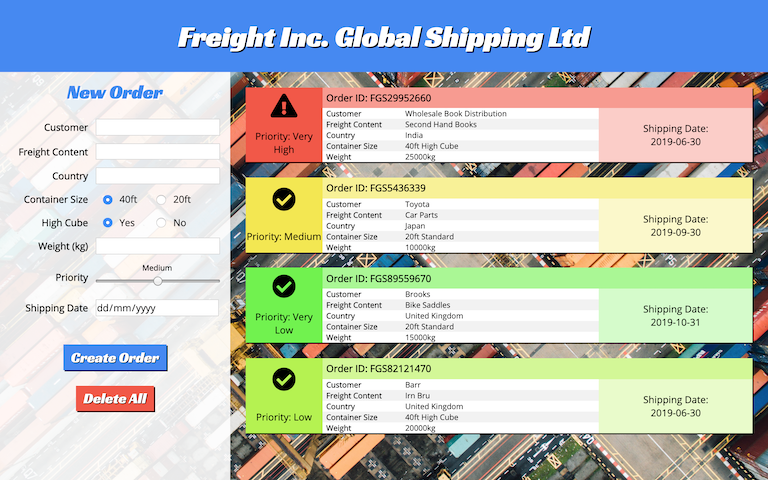 Freight Inc. Global Shipping Ltd
New Order
Customer
Freight Content
Country
Container Size 40ft 20ft
High Cube Yes No
Weight (kg)
Medium
Priority
Shipping Date dd/mm/yyyy
Create Order
Delete All
Order ID: FGS29952660
Priority: Very
High
Customer Wholesale Book Distribution
Freight Content Second Hand Books
Country India
Container Size 40ft High Cube
Weight 25000kg
Shipping Date:
2019-06-30
Order ID: FGS5436339
Priority: Medium
Customer Toyota
Freight Content Car Parts
Country Japan
Container Size 20ft Standard
Weight 10000kg
Shipping Date:
2019-09-30
Order ID: FGS89559670
Priority: Very
Low
Customer Brooks
Freight Content Bike Saddles
Country United Kingdom
Container Size 20ft Standard
Weight 15000kg
Shipping Date:
2019-10-31
Order ID: FGS82121470
Priority: Low
Customer Barr
Freight Content Irn Bru
Country United Kingdom
Container Size 40ft High Cube
Weight 20000kg
Shipping Date:
2019-06-30